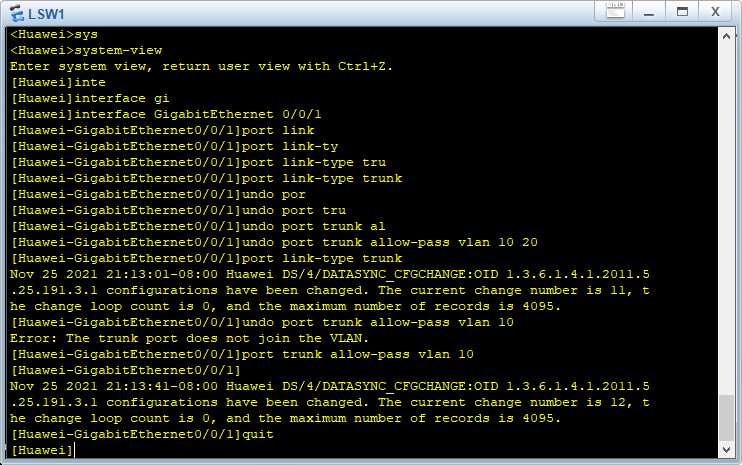 LSW1
<Huawei>sys
<Huawei>system-view
Enter system view, return user view with Ctrl+Z.
[Huawei]inte
[Huawei]interface gi
[Huawei]interface GigabitEthernet 0/0/1
[Huawei-GigabitEthernet0/0/1]port link
[Huawei-GigabitEthernet0/0/1]port link-ty
[Huawei-GigabitEthernet0/0/1]port link-type tru
[Huawei-GigabitEthernet0/0/1]port link-type trunk
[Huawei-GigabitEthernet0/0/1]undo por
[Huawei-GigabitEthernet0/0/1]undo port tru
[Huawei-GigabitEthernet0/0/1]undo port trunk al
[Huawei-GigabitEthernet0/0/1]undo port trunk allow-pass vlan 10 20
[Huawei-GigabitEthernet0/0/1]port link-type trunk
Nov 25 2021 21:13:01-08:00 Huawei DS/4/DATASYNC_CFGCHANGE:OID 1.3.6.1.4.1.2011.5
.25.191.3.1 configurations have been changed. The current change number is 11, t
he change loop count is 0, and the maximum number of records is 4095.
[Huawei-GigabitEthernet0/0/1]undo port trunk allow-pass vlan 10
Error: The trunk port does not join the VLAN.
[Huawei-GigabitEthernet0/0/1]port trunk allow-pass vlan 10
[Huawei-GigabitEthernet0/0/1]
Nov 25 2021 21:13:41-08:00 Huawei DS/4/DATASYNC_CFGCHANGE:OID 1.3.6.1.4.1.2011.5
.25.191.3.1 configurations have been changed. The current change number is 12, t
he change loop count is 0, and the maximum number of records is 4095.
[Huawei-GigabitEthernet0/0/1]quit
[Huawei]